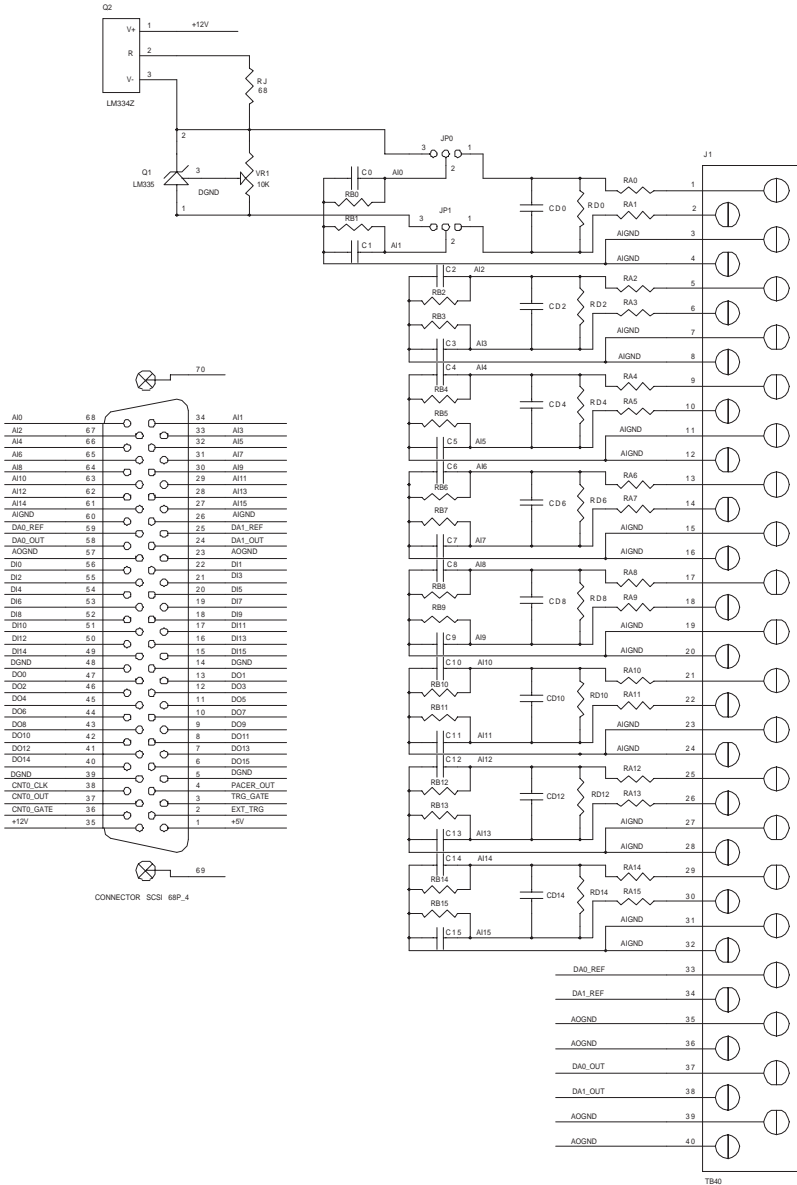 Q2
V+ 1 +12V
R 2
V- 3
LM334Z
RJ
68
2
Q1
LM335
3
DGND
VR1
10K
1
JP0
3 1
2
C0 AI0
RB0
RB1
C1 AI1
JP1
3 1
2
CD0 RD0
RA0
RA1
AIGND
AIGND
J1
1
2
3
4
C2 AI2
RB2
RB3
C3 AI3
CD2 RD2
RA2
RA3
AIGND
AIGND
5
6
7
8
C4 AI4
RB4
RB5
C5 AI5
CD4 RD4
RA4
RA5
AIGND
AIGND
9
10
11
12
C6 AI6
RB6
RB7
C7 AI7
CD6 RD6
RA6
RA7
AIGND
AIGND
13
14
15
16
C8 AI8
RB8
RB9
C9 AI9
CD8 RD8
RA8
RA9
AIGND
AIGND
17
18
19
20
C10 AI10
RB10
RB11
C11 AI11
CD10 RD10
RA10
RA11
AIGND
AIGND
21
22
23
24
C12 AI12
RB12
RB13
C13 AI13
CD12 RD12
RA12
RA13
AIGND
AIGND
25
26
27
28
C14 AI14
RB14
RB15
C15 AI15
CD14 RD14
RA14
RA15
AIGND
AIGND
29
30
31
32
DA0_REF 33
DA1_REF 34
AOGND 35
AOGND 36
DA0_OUT 37
DA1_OUT 38
AOGND 39
AOGND 40
TB40
70
AI0 68 34 AI1
AI2 67 33 AI3
AI4 66 32 AI5
AI6 65 31 AI7
AI8 64 30 AI9
AI10 63 29 AI11
AI12 62 28 AI13
AI14 61 27 AI15
AIGND 60 26 AIGND
DA0_REF 59 25 DA1_REF
DA0_OUT 58 24 DA1_OUT
AOGND 57 23 AOGND
DI0 56 22 DI1
DI2 55 21 DI3
DI4 54 20 DI5
DI6 53 19 DI7
DI8 52 18 DI9
DI10 51 17 DI11
DI12 50 16 DI13
DI14 49 15 DI15
DGND 48 14 DGND
DO0 47 13 DO1
DO2 46 12 DO3
DO4 45 11 DO5
DO6 44 10 DO7
DO8 43 9 DO9
DO10 42 8 DO11
DO12 41 7 DO13
DO14 40 6 DO15
DGND 39 5 DGND
CNT0_CLK 38 4 PACER_OUT
CNT0_OUT 37 3 TRG_GATE
CNT0_GATE 36 2 EXT_TRG
+12V 35 1 +5V
69
CONNECTOR SCSI 68P_4